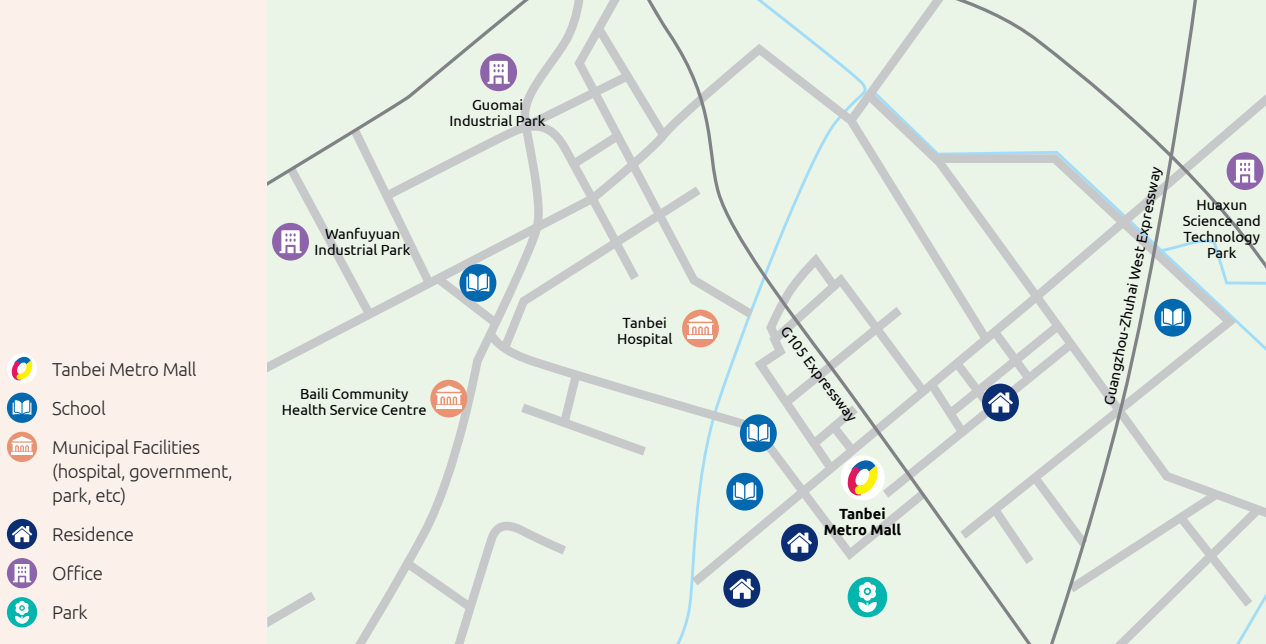 Guomai
Industrial Park
Wanfuyuan
Industrial Park
Huaxun
Science and
Technology
Park
Guangzhou-Zhuhai West Expressway
Tanbei
Hospital
G105 Expressway
Baili Community
Health Service Centre
Tanbei
Metro Mall
Tanbei Metro Mall
School
Municipal Facilities
(hospital, government,
park, etc)
Residence
Office
Park